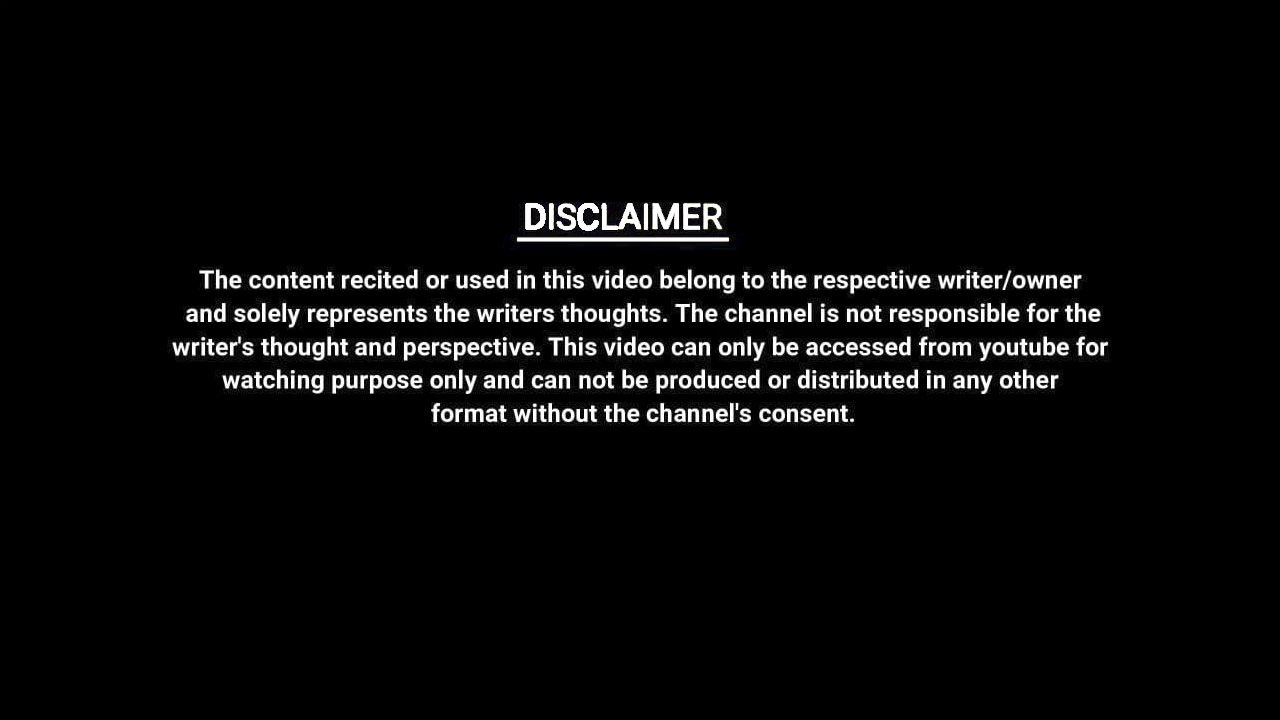 DISCLAIMER
The content recited or used in this video belong to the respective writer/owner
and solely represents the writers thoughts. The channel is not responsible for the
writer's thought and perspective. This video can only be accessed from youtube for
watching purpose only and can not be produced or distributed in any other
format without the channel's consent.